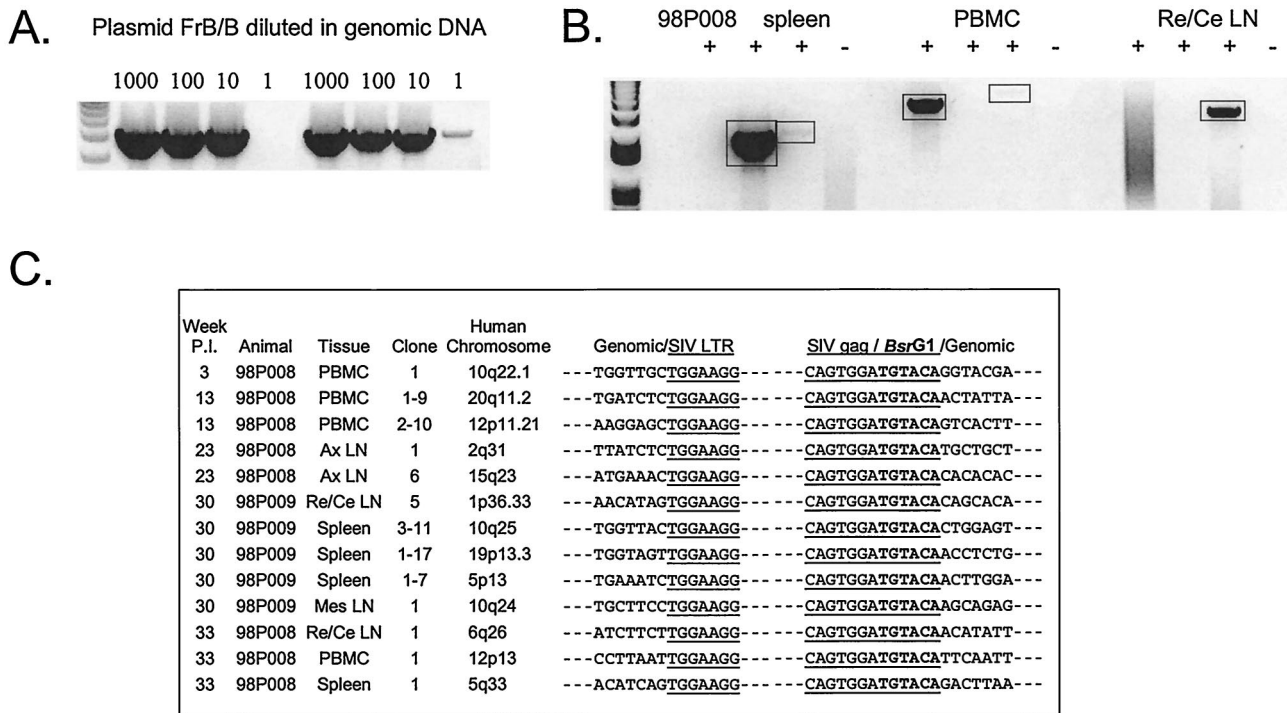 A.
Plasmid FrB/B diluted in genomic DNA
1000 100 10 1 1000 100 10 1
B.
98P008 spleen PBMC Re/Ce LN
+ + + - + + + - + + + -
C.
Week P.I. Animal Tissue Clone Human Chromosome Genomic/SIV LTR SIV gag / BsrG1 /Genomic
3 98P008 PBMC 1 10q22.1 ---TGGTTGCTGGAAGG------CAGTGGATGTACAGGTACGA---
13 98P008 PBMC 1-9 20q11.2 ---TGATCTCTGGAAGG------CAGTGGATGTACAACTATTA---
13 98P008 PBMC 2-10 12p11.21 ---AAGGAGCTGGAAGG------CAGTGGATGTACAGTCACTT---
23 98P008 Ax LN 1 2q31 ---TTATCTCTGGAAGG------CAGTGGATGTACATGCTGCT---
23 98P008 Ax LN 6 15q23 ---ATGAAACTGGAAGG------CAGTGGATGTACACACACAC---
30 98P009 Re/Ce LN 5 1p36.33 ---AACATAGTGGAAGG------CAGTGGATGTACACAGCACA---
30 98P009 Spleen 3-11 10q25 ---TGGTTACTGGAAGG------CAGTGGATGTACACTGGAGT---
30 98P009 Spleen 1-17 19p13.3 ---TGGTAGTTGGAAGG------CAGTGGATGTACAACCTCTG---
30 98P009 Spleen 1-7 5p13 ---TGAAATCTGGAAGG------CAGTGGATGTACAACTTGGA---
30 98P009 Mes LN 1 10q24 ---TGCTTCCTGGAAGG------CAGTGGATGTACAAGCAGAG---
33 98P008 Re/Ce LN 1 6q26 ---ATCTTCTTGGAAGG------CAGTGGATGTACAACATATT---
33 98P008 PBMC 1 12p13 ---CCTTAATTGGAAGG------CAGTGGATGTACATTCAATT---
33 98P008 Spleen 1 5q33 ---ACATCAGTGGAAGG------CAGTGGATGTACAGACTTAA---